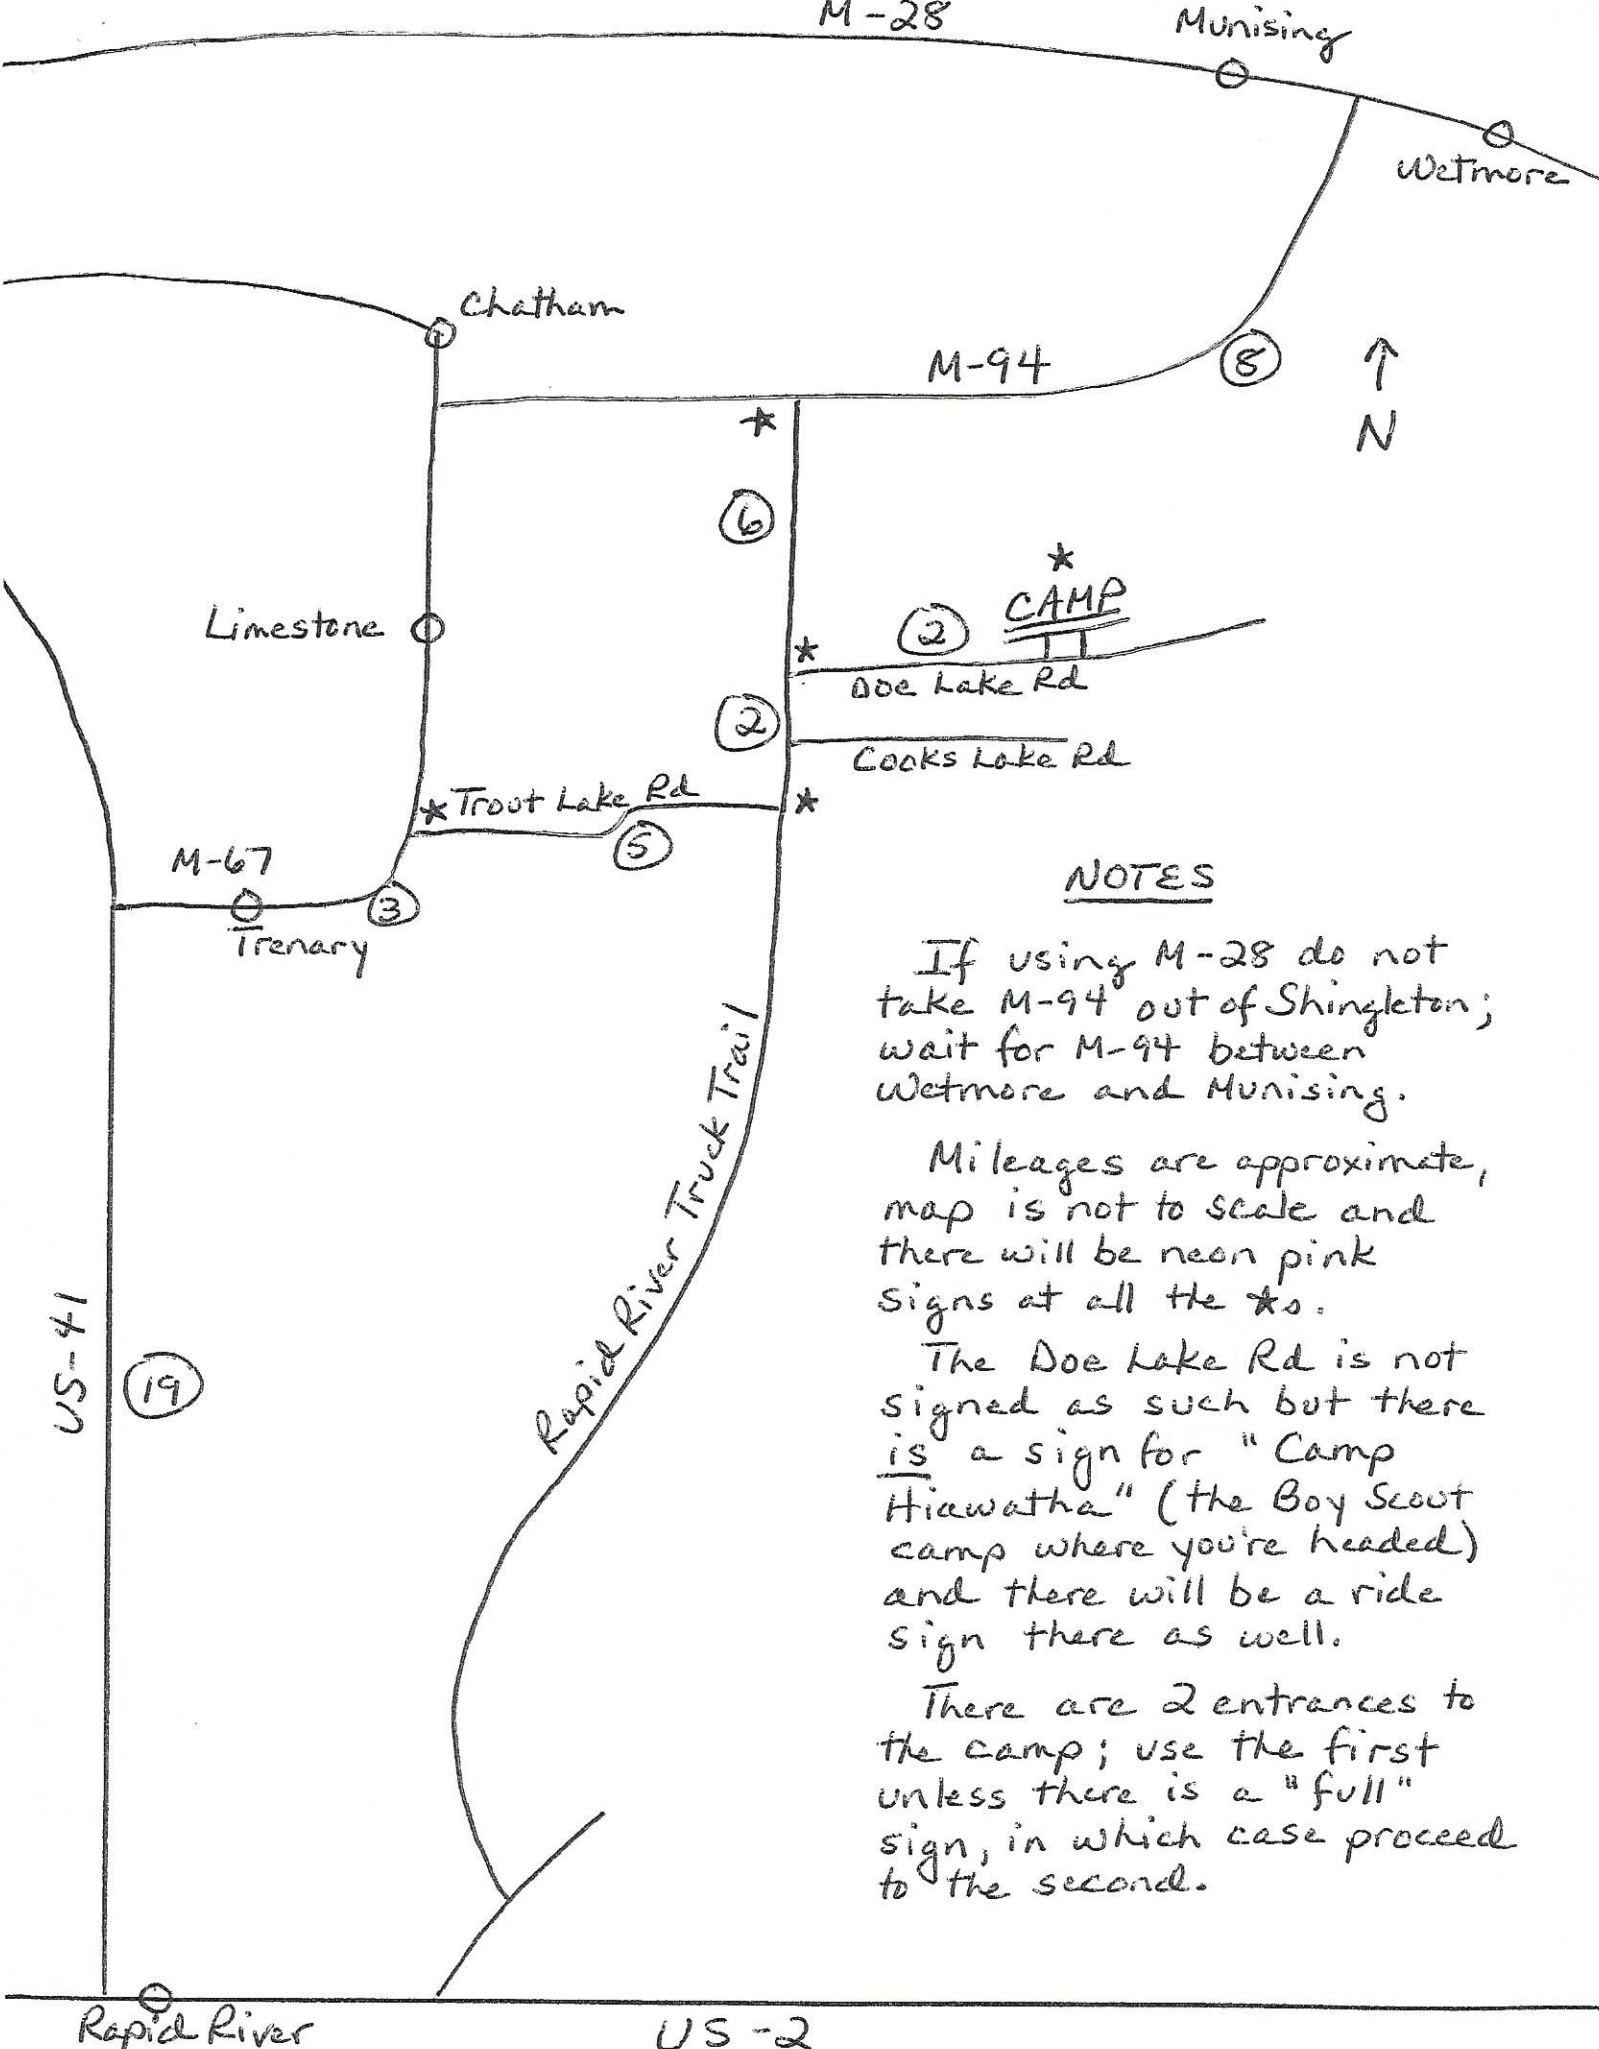 M-28
Munising
Wetmore
Chatham
M-94
8
N
★
6
★
CAMP
2
Limestone
★
Doe Lake Rd
2
Cooks Lake Rd
★ Trout Lake Rd
★
5
M-67
3
Trenary
NOTES
If using M-28 do not
take M-94 out of Shingleton;
wait for M-94 between
Wetmore and Munising.
Mileages are approximate,
map is not to scale and
there will be neon pink
signs at all the ★s.
The Doe Lake Rd is not
signed as such but there
is a sign for "Camp
Hiawatha" (the Boy Scout
camp where you're headed)
and there will be a ride
sign there as well.
There are 2 entrances to
the camp; use the first
unless there is a "full"
sign, in which case proceed
to the second.
Rapid River Truck Trail
US-41
19
Rapid River
US-2